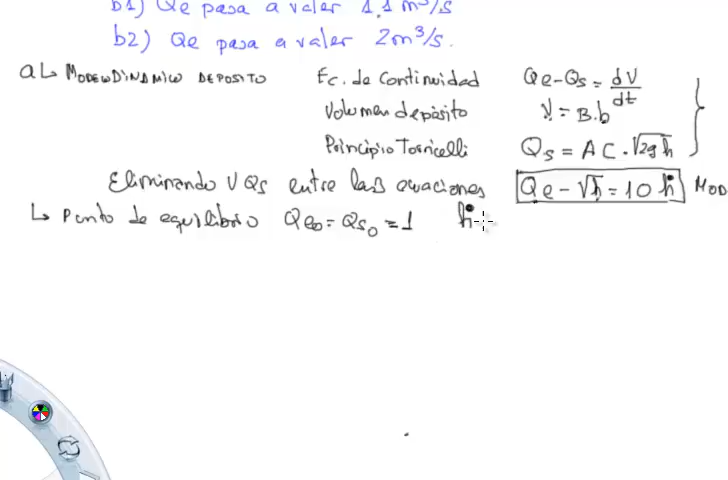 b1) Qe pasa a valer 1,1 m³/s
b2) Qe pasa a valer 2m³/s.
a) ↳ MODELO DINAMICO DEPOSITO Ec. de Continuidad Qe-Qs = dV/dt
Volumen depósito V = B.h
Principio Torricelli Qs = AC.√2gh
Eliminando V Qs entre las ecuaciones Qe - √h = 10 ḣ MOD
↳ Punto de equilibrio Qe₀ = Qs₀ = 1 ḣ